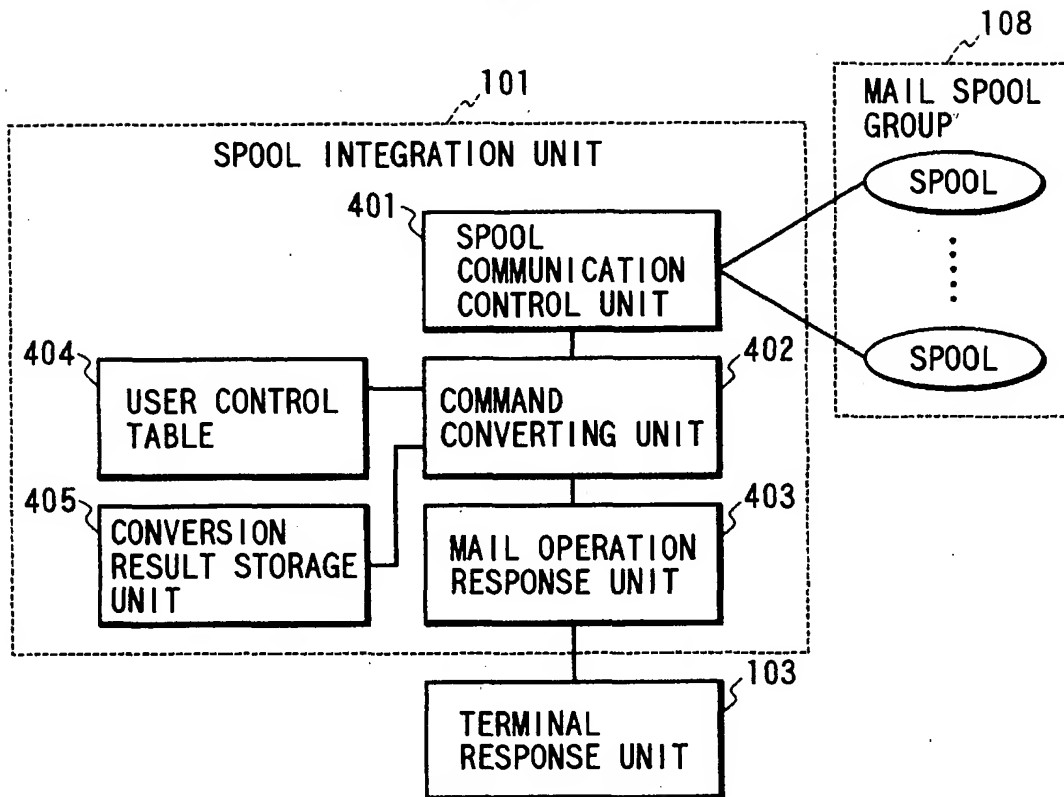 108
101
MAIL SPOOL
GROUP
SPOOL INTEGRATION UNIT
SPOOL
401
SPOOL
COMMUNICATION
CONTROL UNIT
SPOOL
404
402
USER CONTROL
TABLE
COMMAND
CONVERTING UNIT
405
403
CONVERSION
RESULT STORAGE
UNIT
MAIL OPERATION
RESPONSE UNIT
103
TERMINAL
RESPONSE UNIT